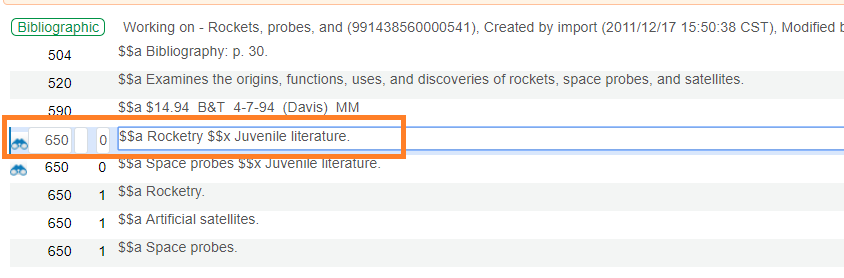 Bibliographic Working on - Rockets, probes, and (991438560000541), Created by import (2011/12/17 15:50:38 CST), Modified b
504 $$a Bibliography: p. 30.
520 $$a Examines the origins, functions, uses, and discoveries of rockets, space probes, and satellites.
590 $$a $14.94 B&T 4-7-94 (Davis) MM
650 0 $$a Rocketry $$x Juvenile literature.
650 0 $$a Space probes $$x Juvenile literature.
650 1 $$a Rocketry.
650 1 $$a Artificial satellites.
650 1 $$a Space probes.